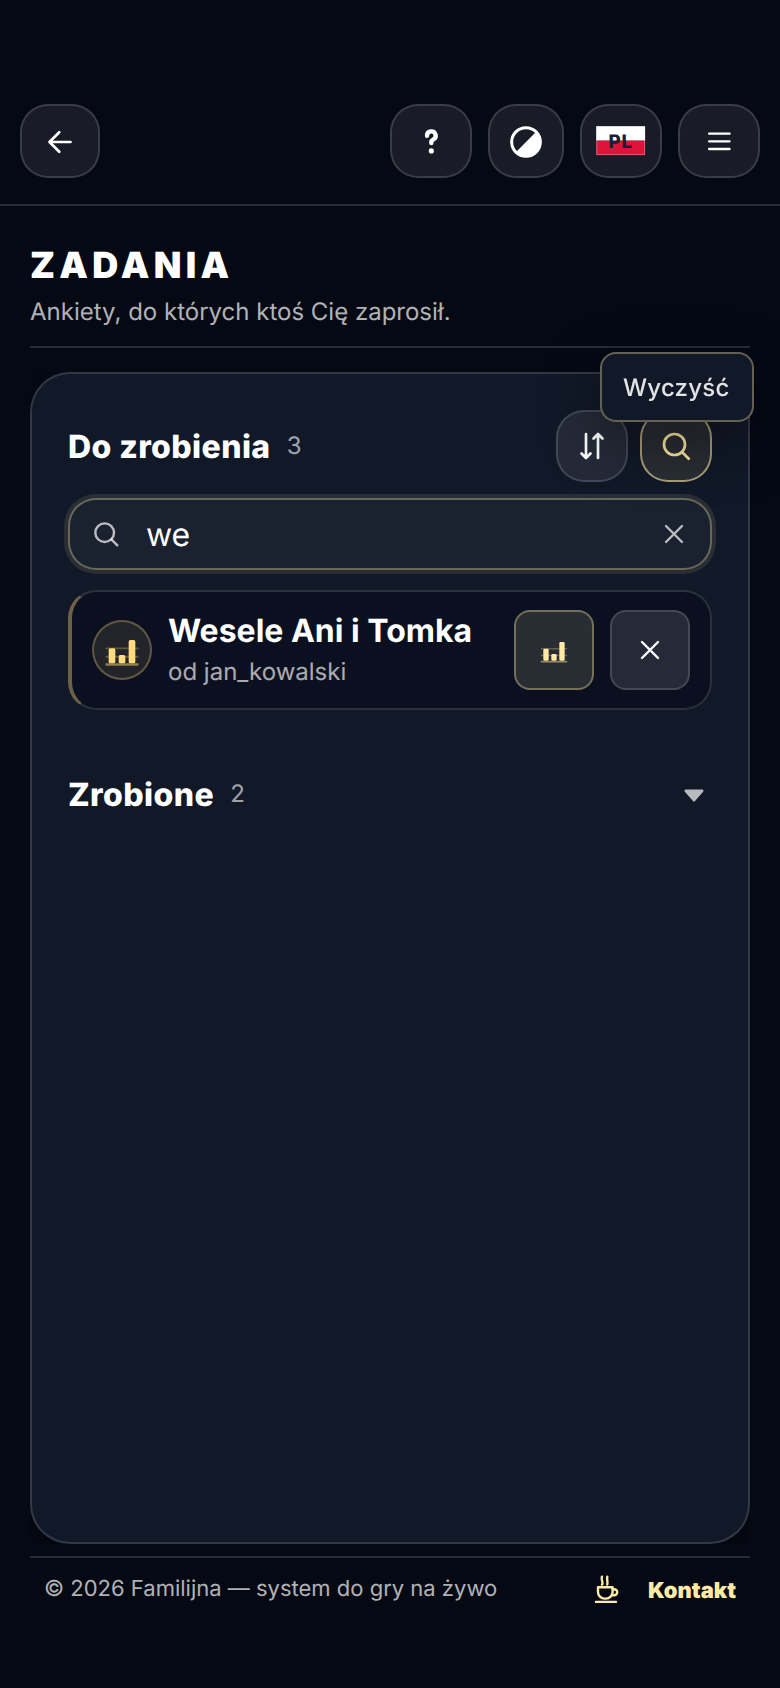 PL
ZADANIA
Ankiety, do których ktoś Cię zaprosił.
Wyczyść
Do zrobienia 3
we
Wesele Ani i Tomka
od jan_kowalski
Zrobione 2
© 2026 Familijna — system do gry na żywo
Kontakt